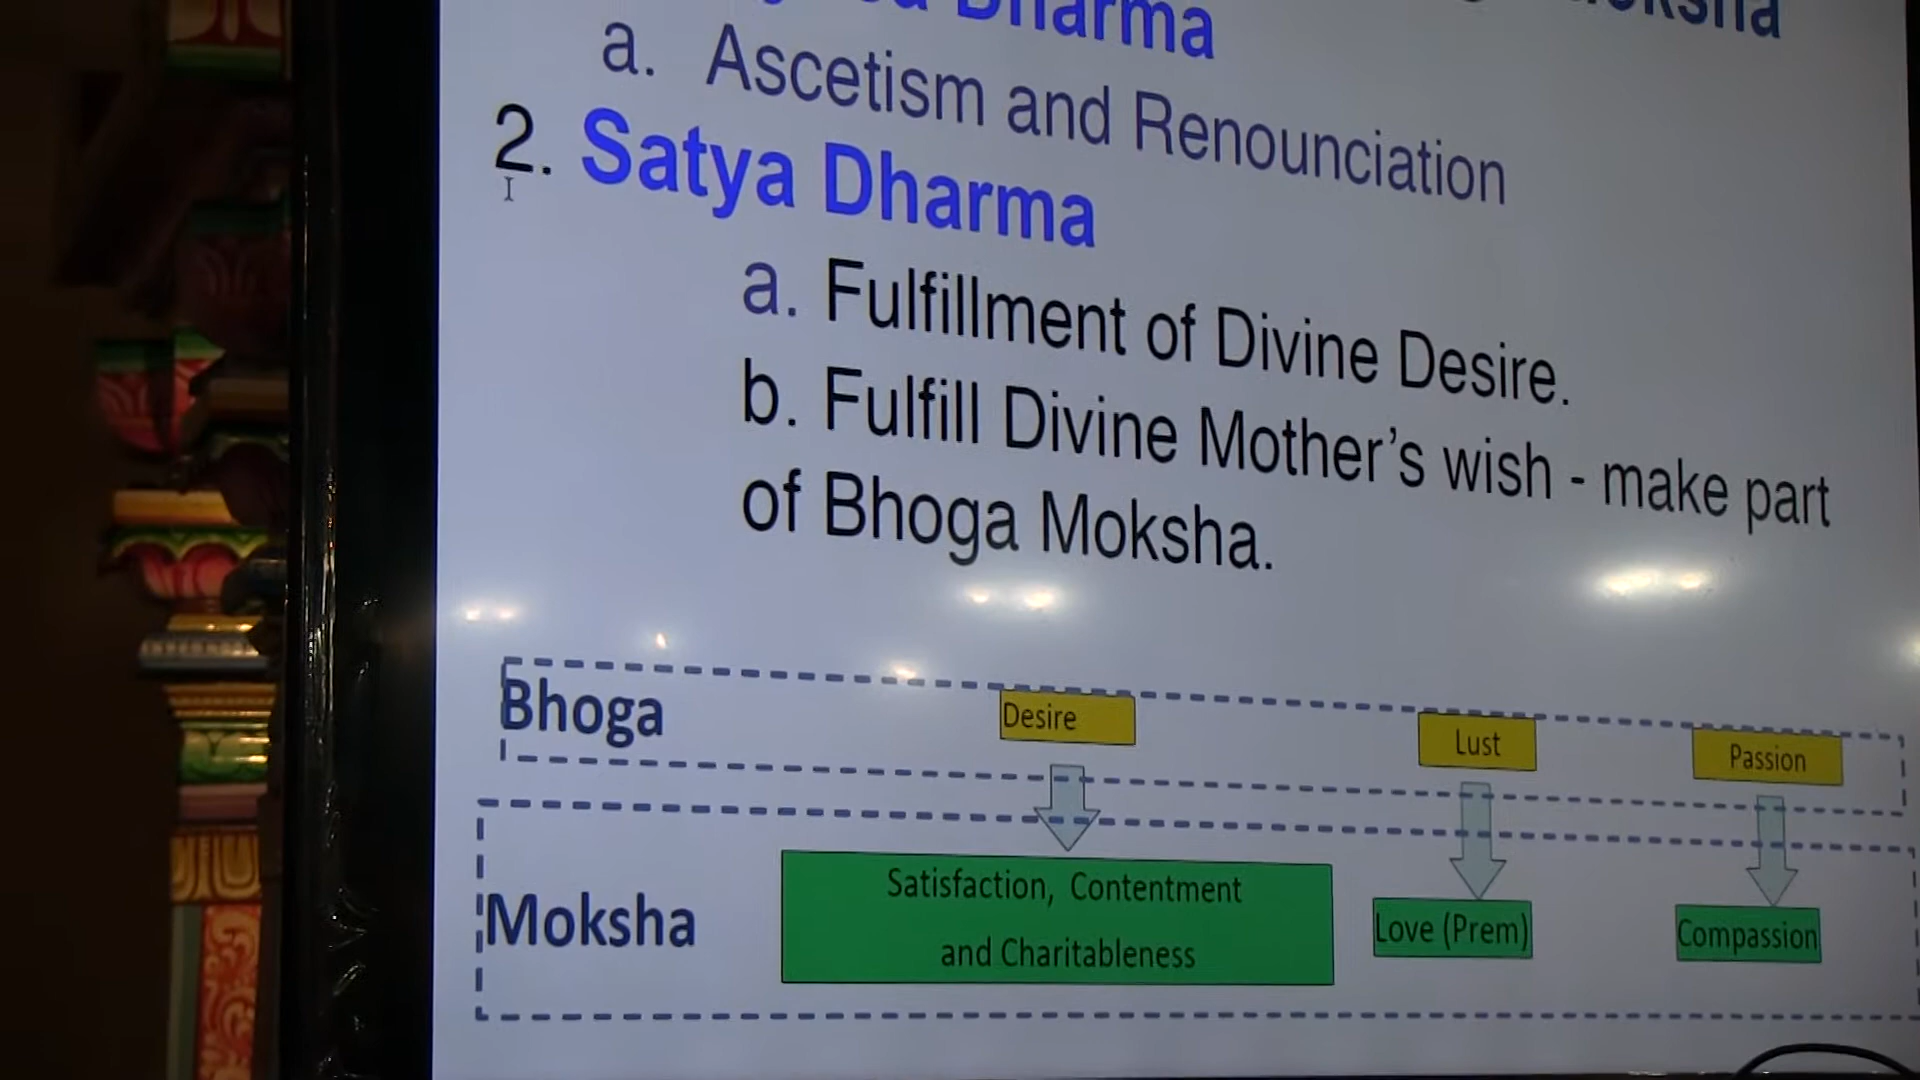 Dharma
a. Ascetism and Renounciation
2. Satya Dharma
a. Fulfillment of Divine Desire.
b. Fulfill Divine Mother's wish - make part
of Bhoga Moksha.
Bhoga
Desire
Lust
Passion
Moksha
Satisfaction, Contentment
and Charitableness
Love (Prem)
Compassion